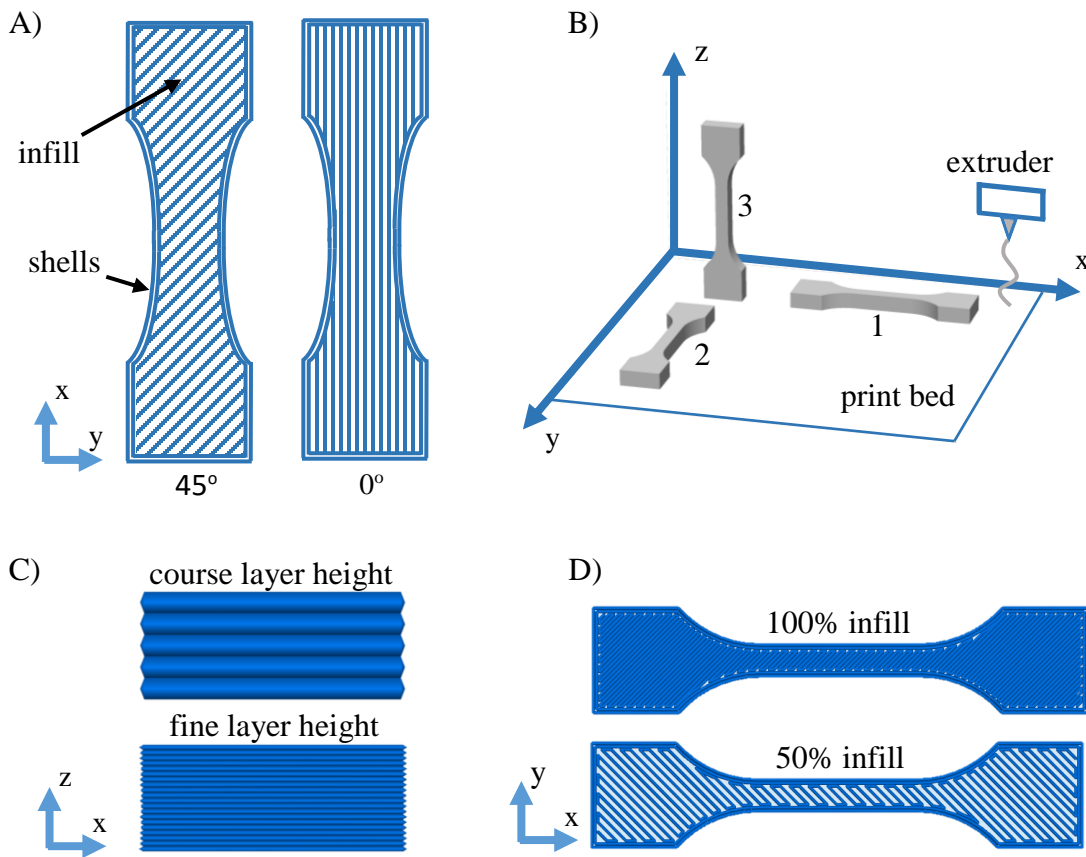 A)
infill
shells
x
y
45°
0°
B)
z
extruder
3
x
1
2
print bed
y
C)
course layer height
fine layer height
z
x
D)
100% infill
50% infill
y
x